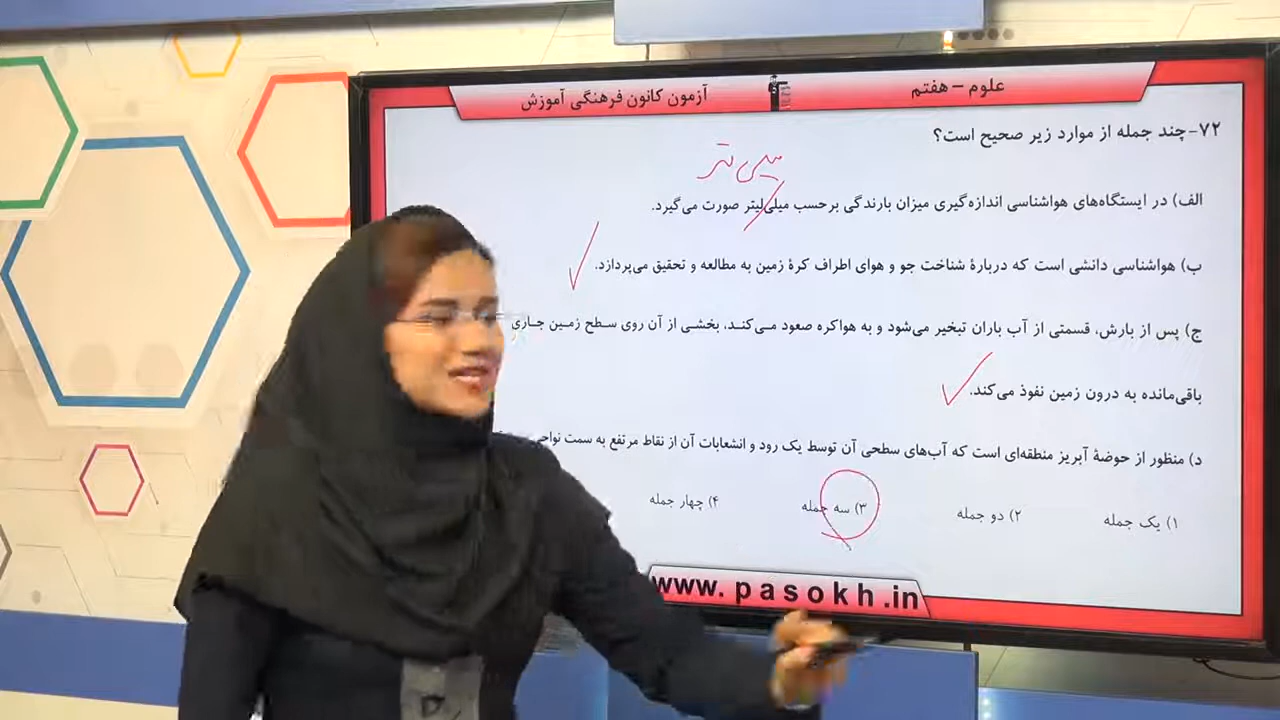 علوم – هفتم
آزمون کانون فرهنگی آموزش
۷۲-چند جمله از موارد زیر صحیح است؟
الف) در ایستگاه‌های هواشناسی اندازه‌گیری میزان بارندگی برحسب میلی‌لیتر صورت می‌گیرد.
ب) هواشناسی دانشی است که دربارهٔ شناخت جو و هوای اطراف کرهٔ زمین به مطالعه و تحقیق می‌پردازد.
ج) پس از بارش، قسمتی از آب باران تبخیر می‌شود و به هواکره صعود می‌کند، بخشی از آن روی سطح زمین جاری
باقی‌مانده به درون زمین نفوذ می‌کند.
د) منظور از حوضهٔ آبریز منطقه‌ای است که آب‌های سطحی آن توسط یک رود و انشعابات آن از نقاط مرتفع به سمت نواحی
۱) یک جمله ۲) دو جمله ۳) سه جمله ۴) چهار جمله
www.pasokh.in